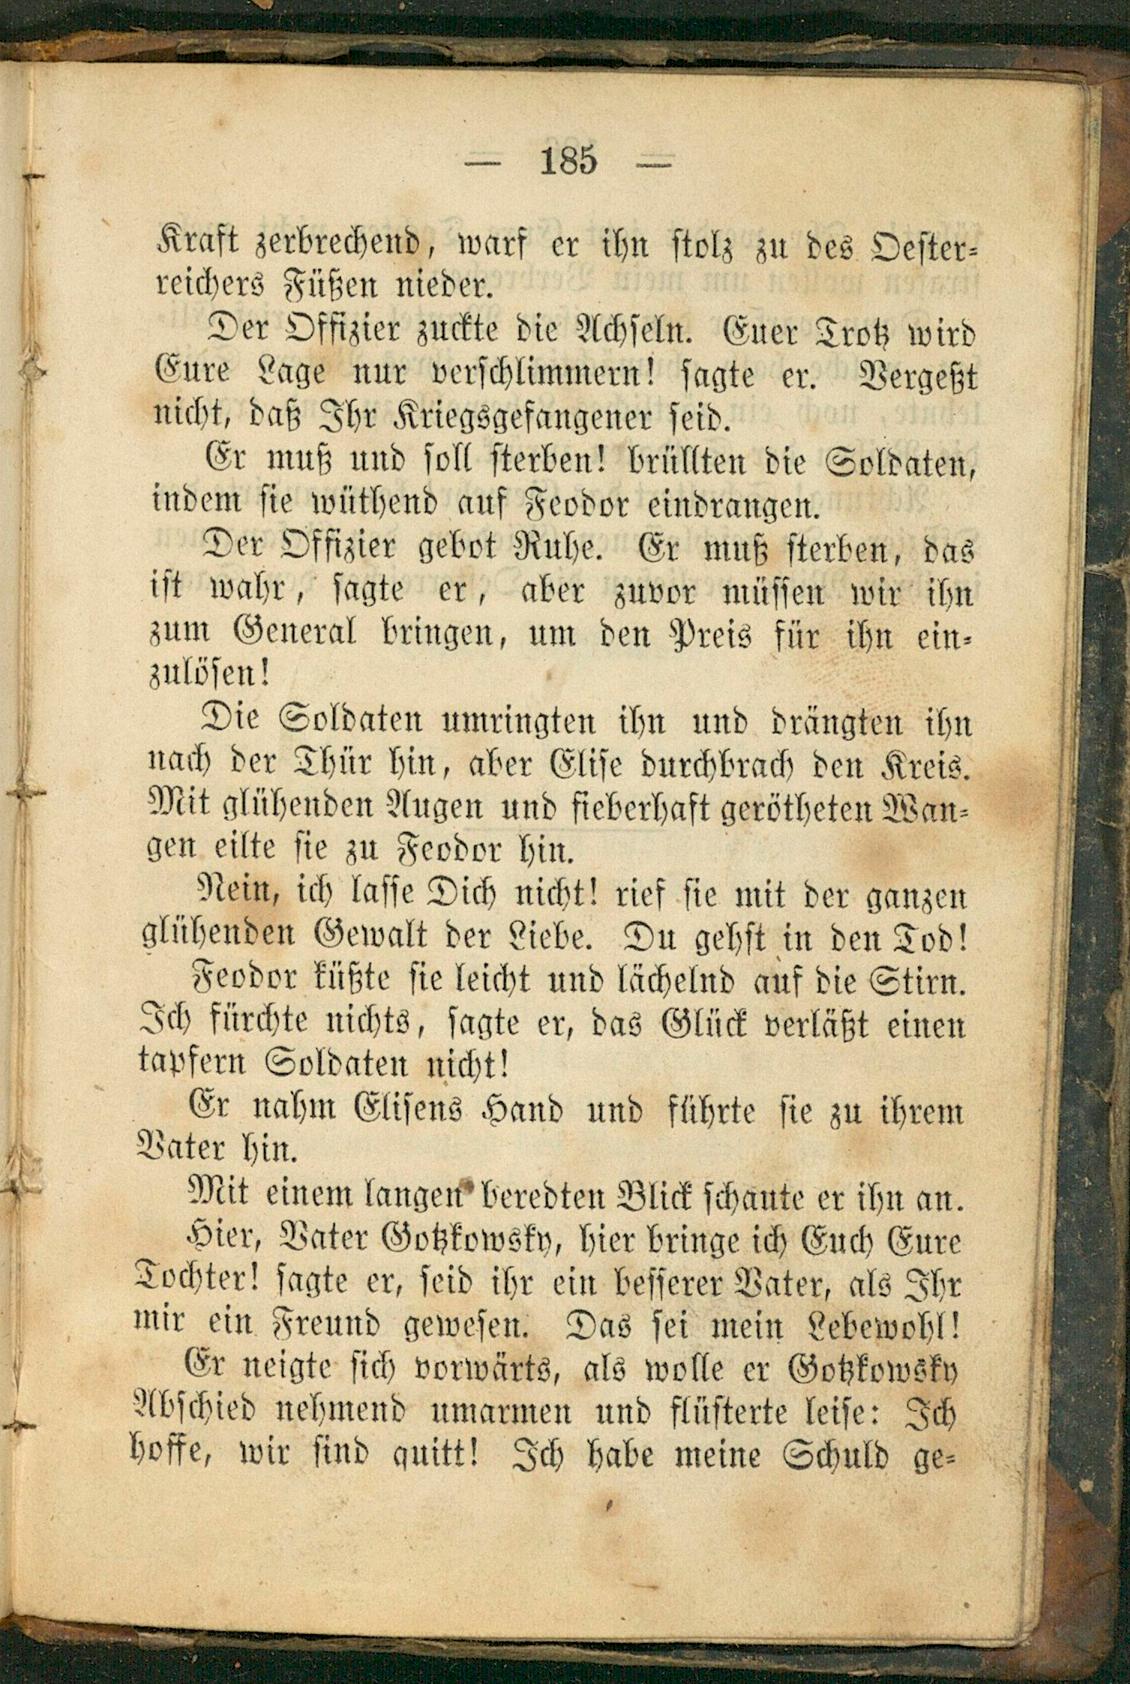 — 185 —
Kraft zerbrechend, warf er ihn stolz zu des Oester-
reichers Füßen nieder.
Der Offizier zuckte die Achseln. Euer Trotz wird
Eure Lage nur verschlimmern! sagte er. Vergeßt
nicht, daß Ihr Kriegsgefangener seid.
Er muß und soll sterben! brüllten die Soldaten,
indem sie wüthend auf Feodor eindrangen.
Der Offizier gebot Ruhe. Er muß sterben, das
ist wahr, sagte er, aber zuvor müssen wir ihn
zum General bringen, um den Preis für ihn ein-
zulösen!
Die Soldaten umringten ihn und drängten ihn
nach der Thür hin, aber Elise durchbrach den Kreis.
Mit glühenden Augen und fieberhaft gerötheten Wan-
gen eilte sie zu Feodor hin.
Nein, ich lasse Dich nicht! rief sie mit der ganzen
glühenden Gewalt der Liebe. Du gehst in den Tod!
Feodor küßte sie leicht und lächelnd auf die Stirn.
Ich fürchte nichts, sagte er, das Glück verläßt einen
tapfern Soldaten nicht!
Er nahm Elisens Hand und führte sie zu ihrem
Vater hin.
Mit einem langen beredten Blick schaute er ihn an.
Hier, Vater Gotzkowsky, hier bringe ich Euch Eure
Tochter! sagte er, seid ihr ein besserer Vater, als Ihr
mir ein Freund gewesen. Das sei mein Lebewohl!
Er neigte sich vorwärts, als wolle er Gotzkowsky
Abschied nehmend umarmen und flüsterte leise: Ich
hoffe, wir sind quitt! Ich habe meine Schuld ge-